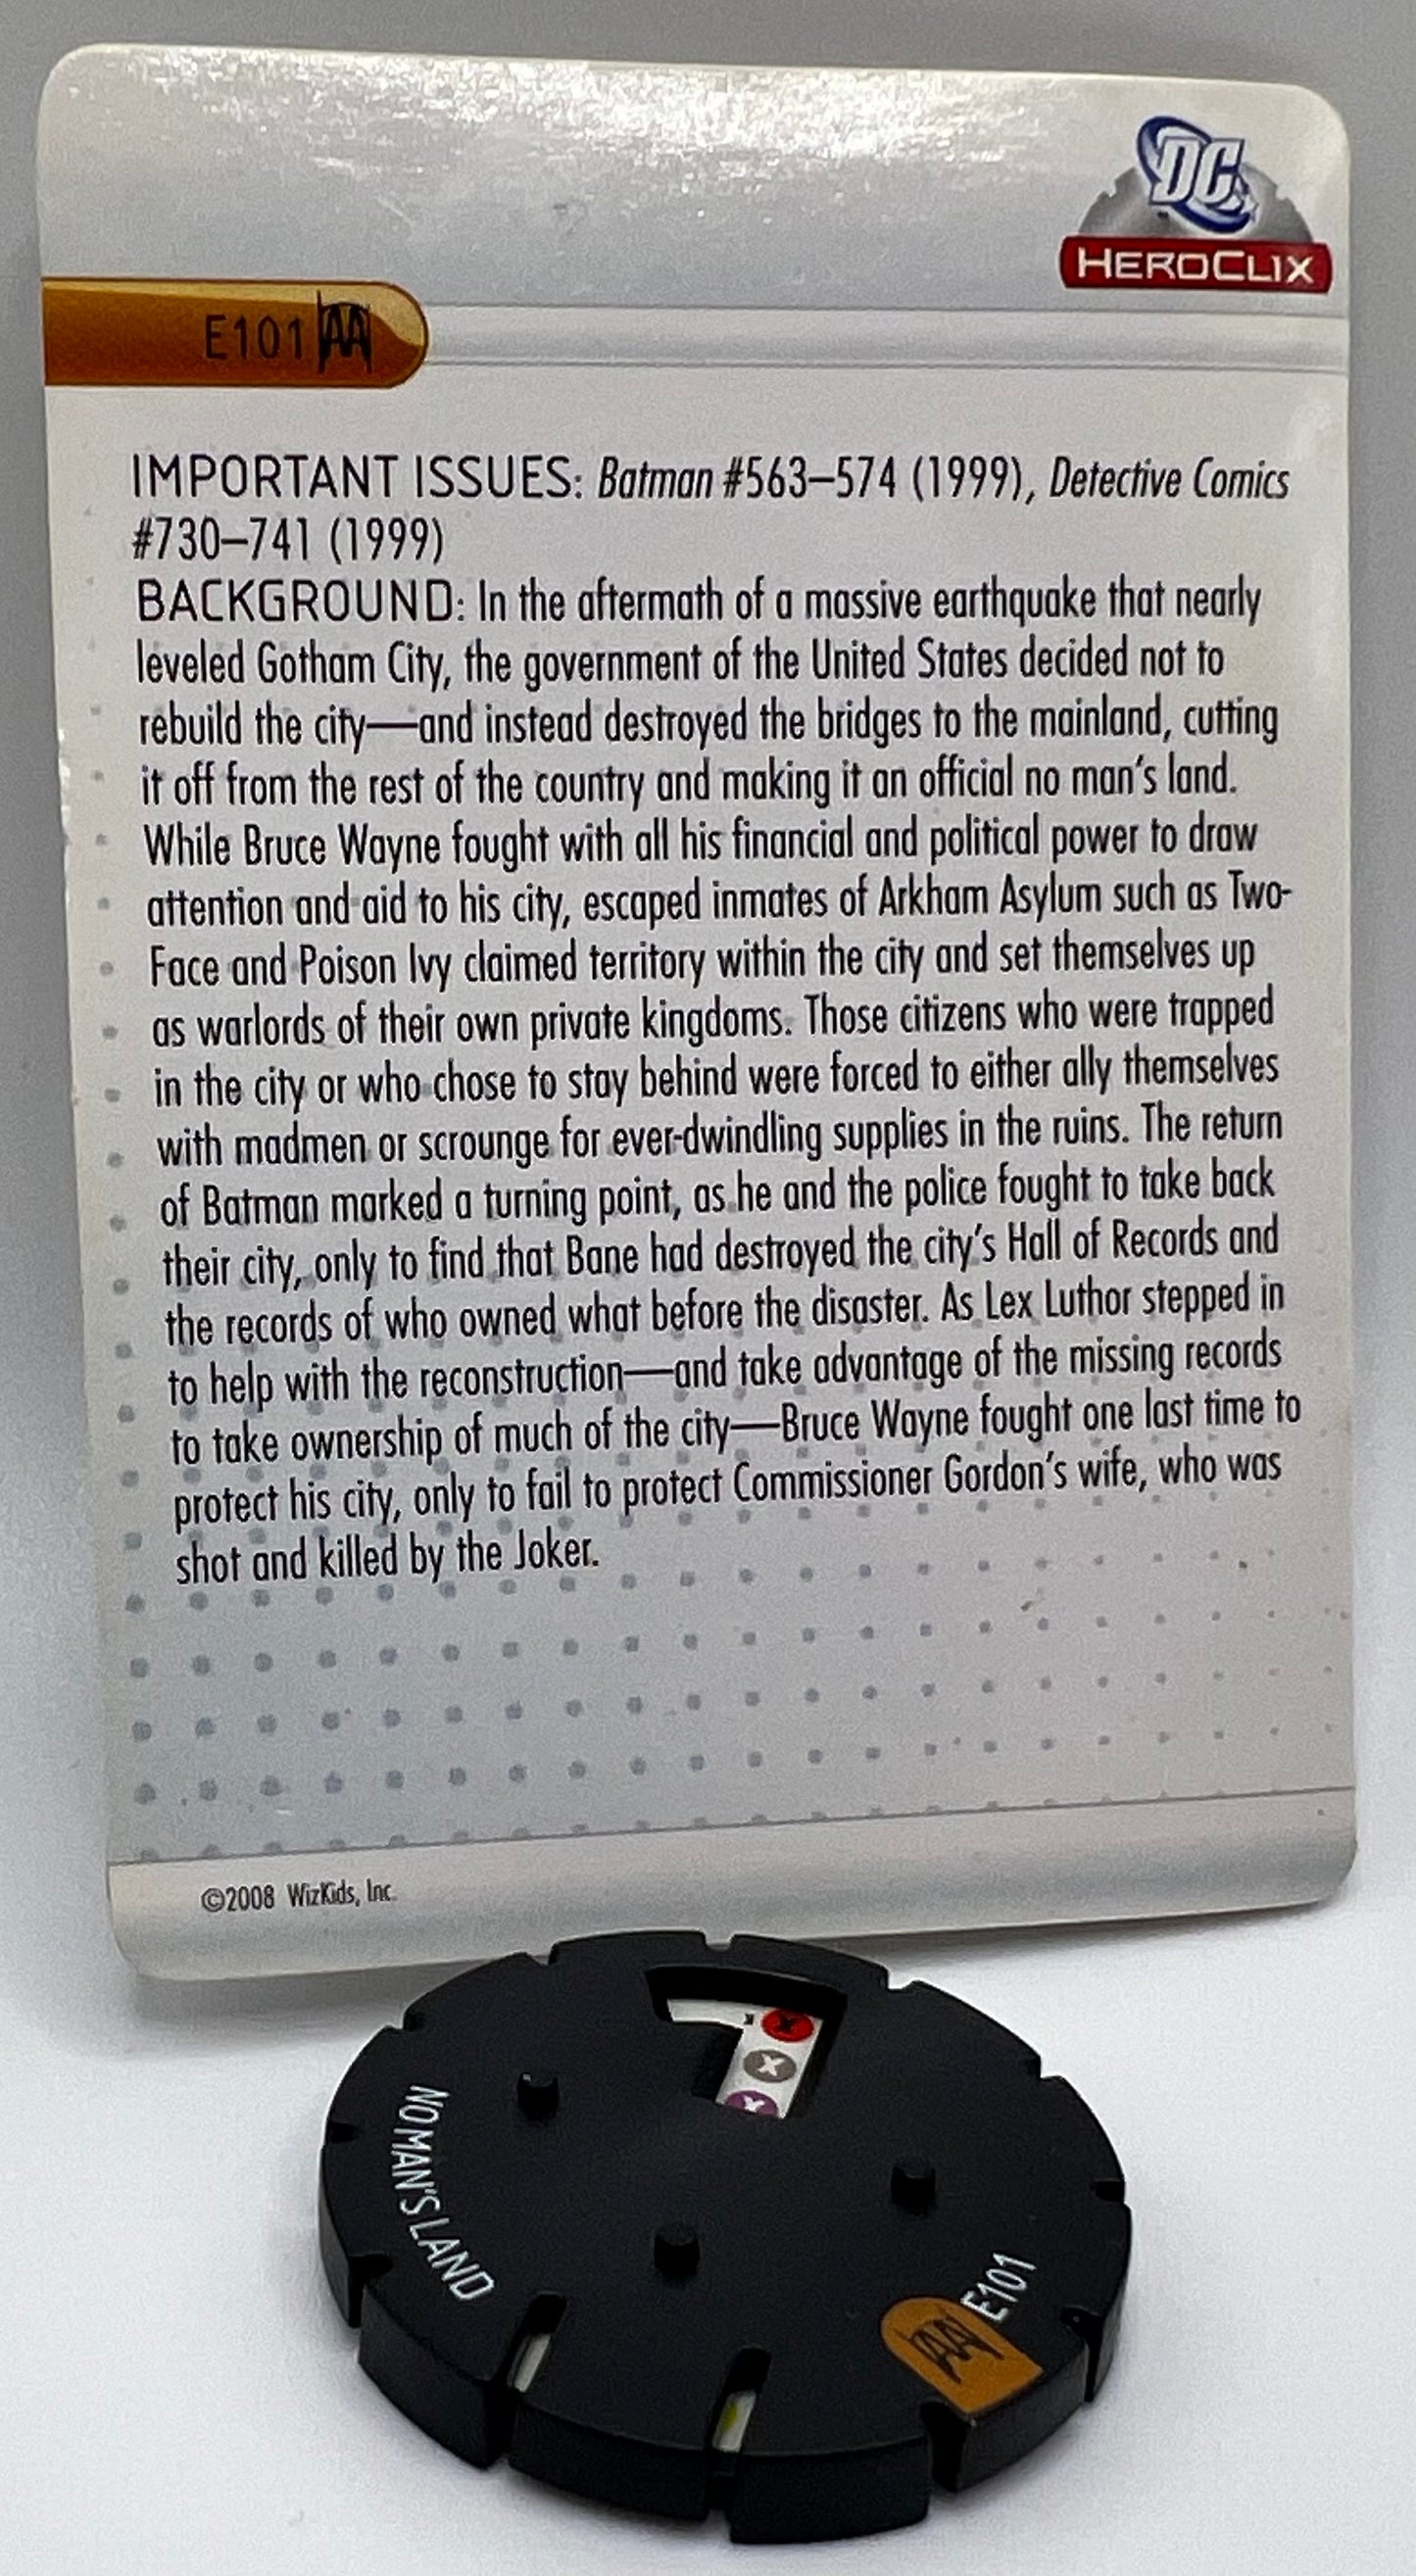 DC
HEROCLIX
E101
IMPORTANT ISSUES: Batman #563–574 (1999), Detective Comics
#730–741 (1999)
BACKGROUND: In the aftermath of a massive earthquake that nearly
leveled Gotham City, the government of the United States decided not to
rebuild the city—and instead destroyed the bridges to the mainland, cutting
it off from the rest of the country and making it an official no man's land.
While Bruce Wayne fought with all his financial and political power to draw
attention and aid to his city, escaped inmates of Arkham Asylum such as Two-
Face and Poison Ivy claimed territory within the city and set themselves up
as warlords of their own private kingdoms. Those citizens who were trapped
in the city or who chose to stay behind were forced to either ally themselves
with madmen or scrounge for ever-dwindling supplies in the ruins. The return
of Batman marked a turning point, as he and the police fought to take back
their city, only to find that Bane had destroyed the city's Hall of Records and
the records of who owned what before the disaster. As Lex Luthor stepped in
to help with the reconstruction—and take advantage of the missing records
to take ownership of much of the city—Bruce Wayne fought one last time to
protect his city, only to fail to protect Commissioner Gordon's wife, who was
shot and killed by the Joker.
©2008 WizKids, Inc.
NO MAN'S LAND
E101